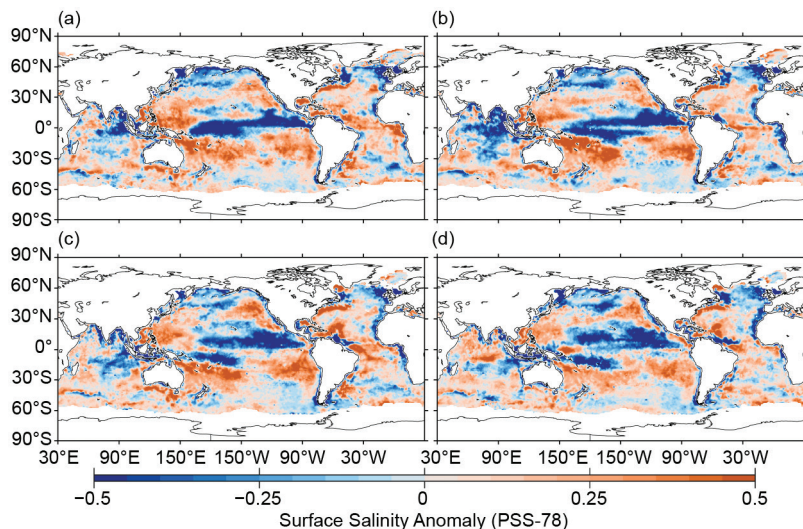 (a) (b)
90°N
60°N
30°N
0°
30°S
60°S
90°S
(c) (d)
90°N
60°N
30°N
0°
30°S
60°S
90°S
30°E 90°E 150°E 150°W 90°W 30°W 30°E 90°E 150°E 150°W 90°W 30°W
−0.5 −0.25 0 0.25 0.5
Surface Salinity Anomaly (PSS-78)